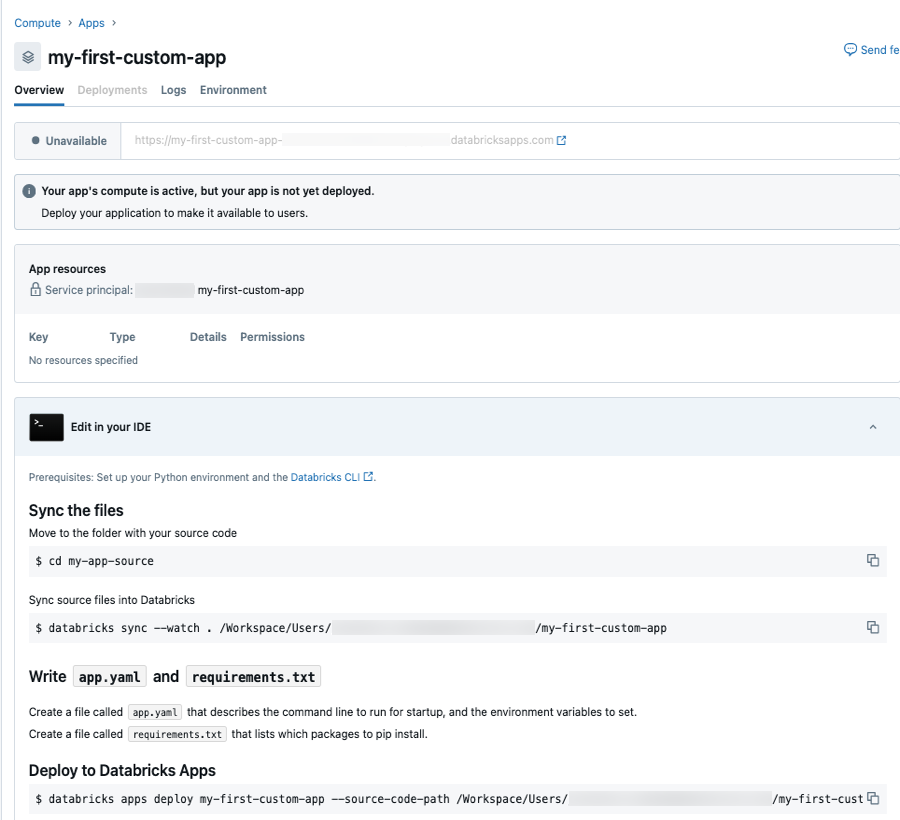 Compute › Apps ›
my-first-custom-app
Send fe
Overview Deployments Logs Environment
Unavailable https://my-first-custom-app- databricksapps.com
Your app's compute is active, but your app is not yet deployed.
Deploy your application to make it available to users.
App resources
Service principal: my-first-custom-app
Key Type Details Permissions
No resources specified
>_ Edit in your IDE
Prerequisites: Set up your Python environment and the Databricks CLI.
Sync the files
Move to the folder with your source code
$ cd my-app-source
Sync source files into Databricks
$ databricks sync --watch . /Workspace/Users/ /my-first-custom-app
Write app.yaml and requirements.txt
Create a file called app.yaml that describes the command line to run for startup, and the environment variables to set.
Create a file called requirements.txt that lists which packages to pip install.
Deploy to Databricks Apps
$ databricks apps deploy my-first-custom-app --source-code-path /Workspace/Users/ /my-first-cust